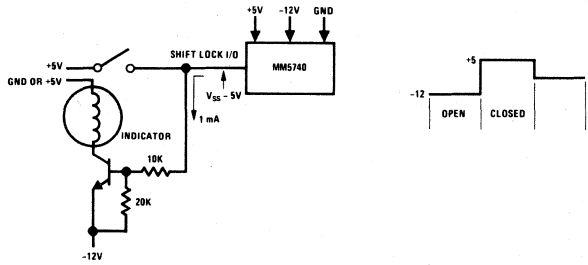 +5V -12V GND
SHIFT LOCK I/O
MM5740
+5V
GND OR +5V
V_SS - 5V
1 mA
INDICATOR
10K
20K
-12V
+5
-12
OPEN CLOSED